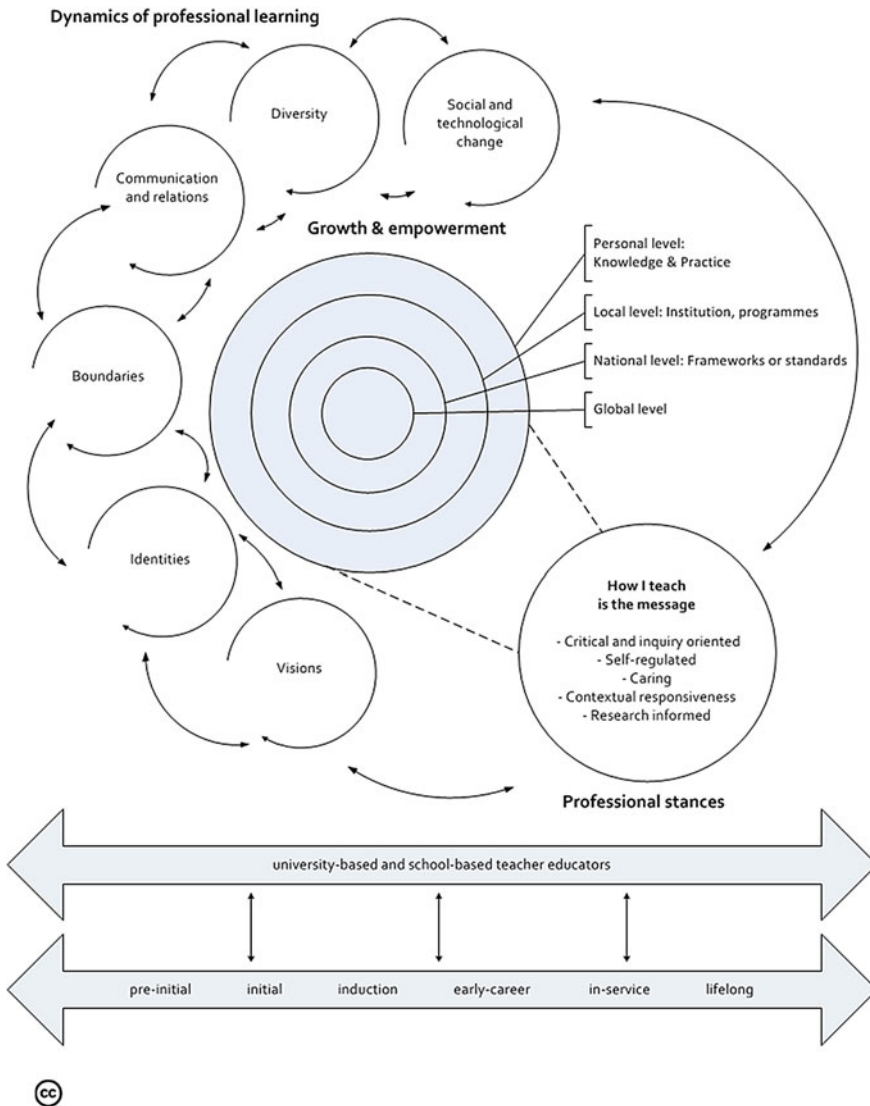 Dynamics of professional learning
Diversity
Social and
technological
change
Communication
and relations
Growth & empowerment
Personal level:
Knowledge & Practice
Local level: Institution, programmes
National level: Frameworks or standards
Global level
Boundaries
Identities
Visions
How I teach
is the message
- Critical and inquiry oriented
- Self-regulated
- Caring
- Contextual responsiveness
- Research informed
Professional stances
university-based and school-based teacher educators
pre-initial initial induction early-career in-service lifelong
cc